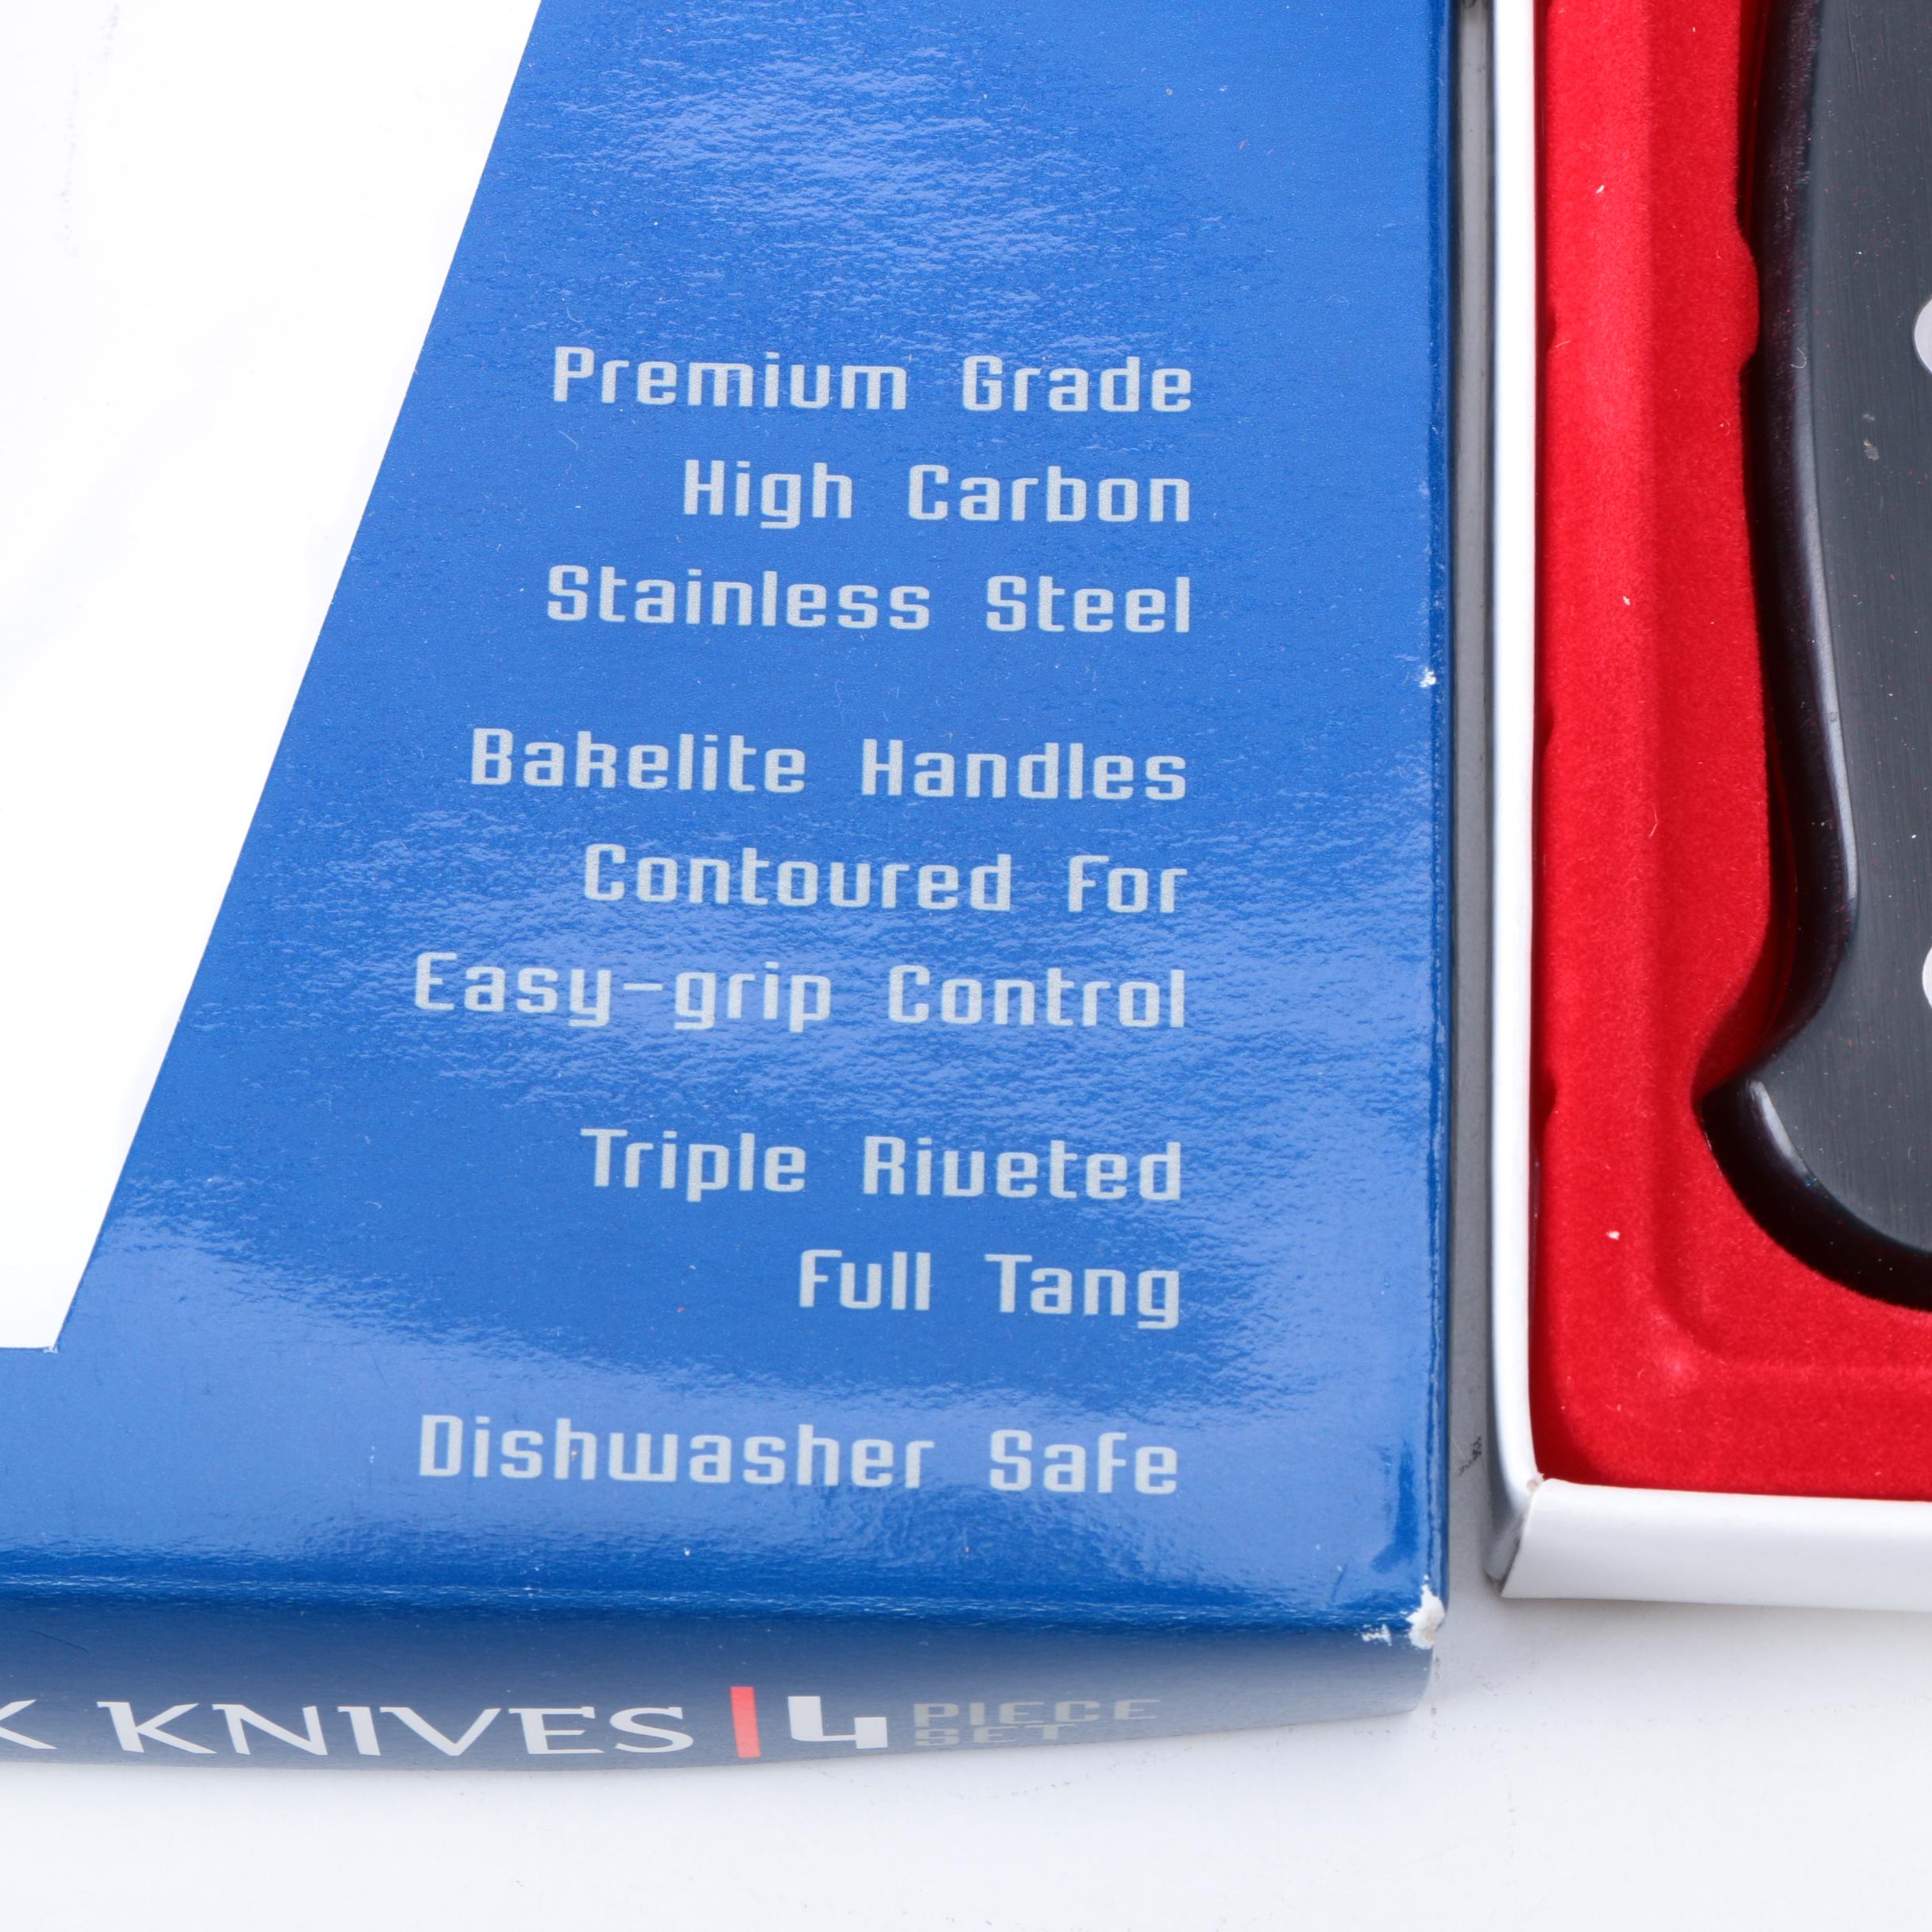 Premium Grade
High Carbon
Stainless Steel
Bakelite Handles
Contoured For
Easy-grip Control
Triple Riveted
Full Tang
Dishwasher Safe
K KNIVES | 4 PIECE
SET